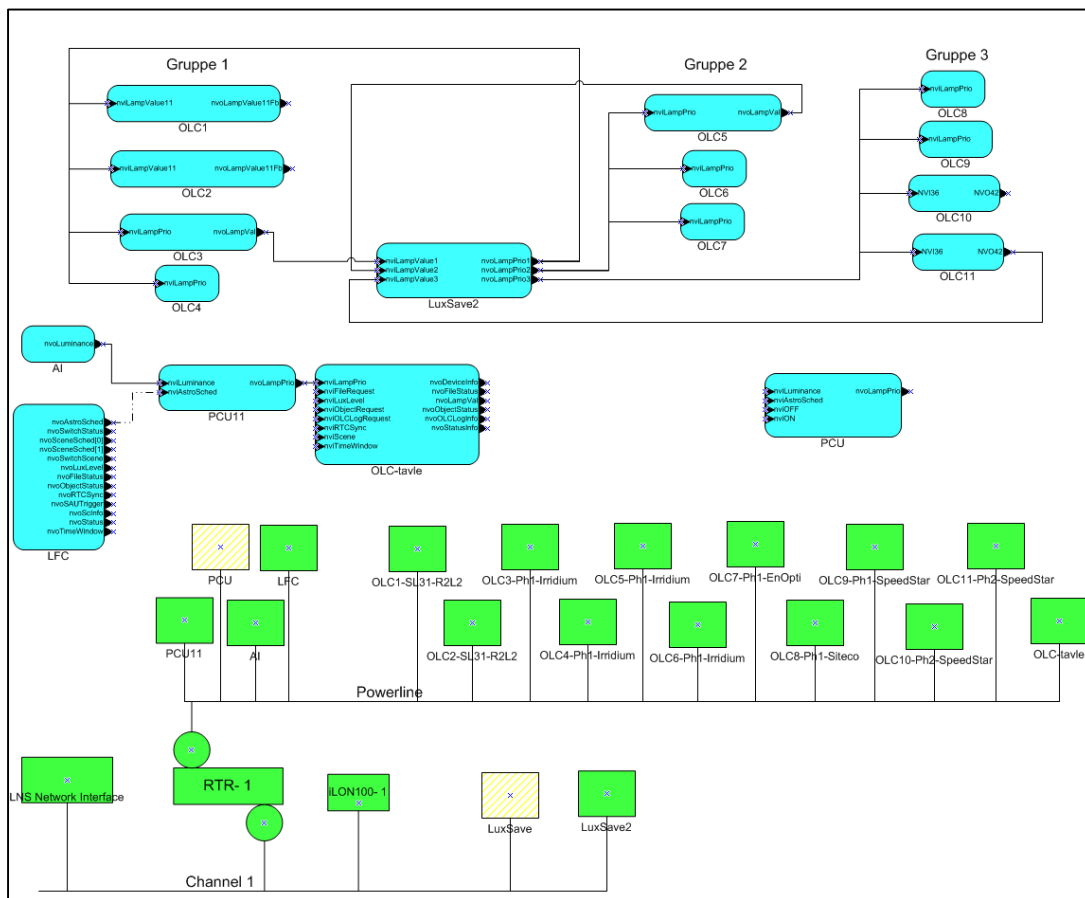 Gruppe 1
Gruppe 2
Gruppe 3
nviLampValue11 nvoLampValue11Fb
OLC1
nviLampValue11 nvoLampValue11Fb
OLC2
nviLampPrio nvoLampVal
OLC3
nviLampPrio
OLC4
nviLampPrio nvoLampVal
OLC5
nviLampPrio
OLC6
nviLampPrio
OLC7
nviLampPrio
OLC8
nviLampPrio
OLC9
NVI36 NVO42
OLC10
NVI36 NVO42
OLC11
nviLampValue1 nvoLampPrio1
nviLampValue2 nvoLampPrio2
nviLampValue3 nvoLampPrio3
LuxSave2
nvoLuminance
AI
nviLuminance nvoLampPrio
nviAstroSched
PCU11
nviLampPrio nvoDeviceInfo
nviFileRequest nvoFileStatus
nviLuxLevel nvoLampVal
nviObjectRequest nvoObjectStatus
nviOLCLogRequest nvoOLCLogInfo
nviRTCSync nvoStatusInfo
nviScene
nviTimeWindow
OLC-tavle
nviLuminance nvoLampPrio
nviAstroSched
nviOFF
nviON
PCU
nvoAstroSched
nvoSwitchStatus
nvoSceneSched[0]
nvoSceneSched[1]
nvoSwitchScene
nvoLuxLevel
nvoFileStatus
nvoObjectStatus
nvoRTCSync
nvoSAUTrigger
nvoScInfo
nvoStatus
nvoTimeWindow
LFC
PCU
LFC
OLC1-SL31-R2L2
OLC3-Ph1-Irridium
OLC5-Ph1-Irridium
OLC7-Ph1-EnOpti
OLC9-Ph1-SpeedStar
OLC11-Ph2-SpeedStar
PCU11
AI
OLC2-SL31-R2L2
OLC4-Ph1-Irridium
OLC6-Ph1-Irridium
OLC8-Ph1-Siteco
OLC10-Ph2-SpeedStar
OLC-tavle
Powerline
LNS Network Interface
RTR- 1
iLON100- 1
LuxSave
LuxSave2
Channel 1